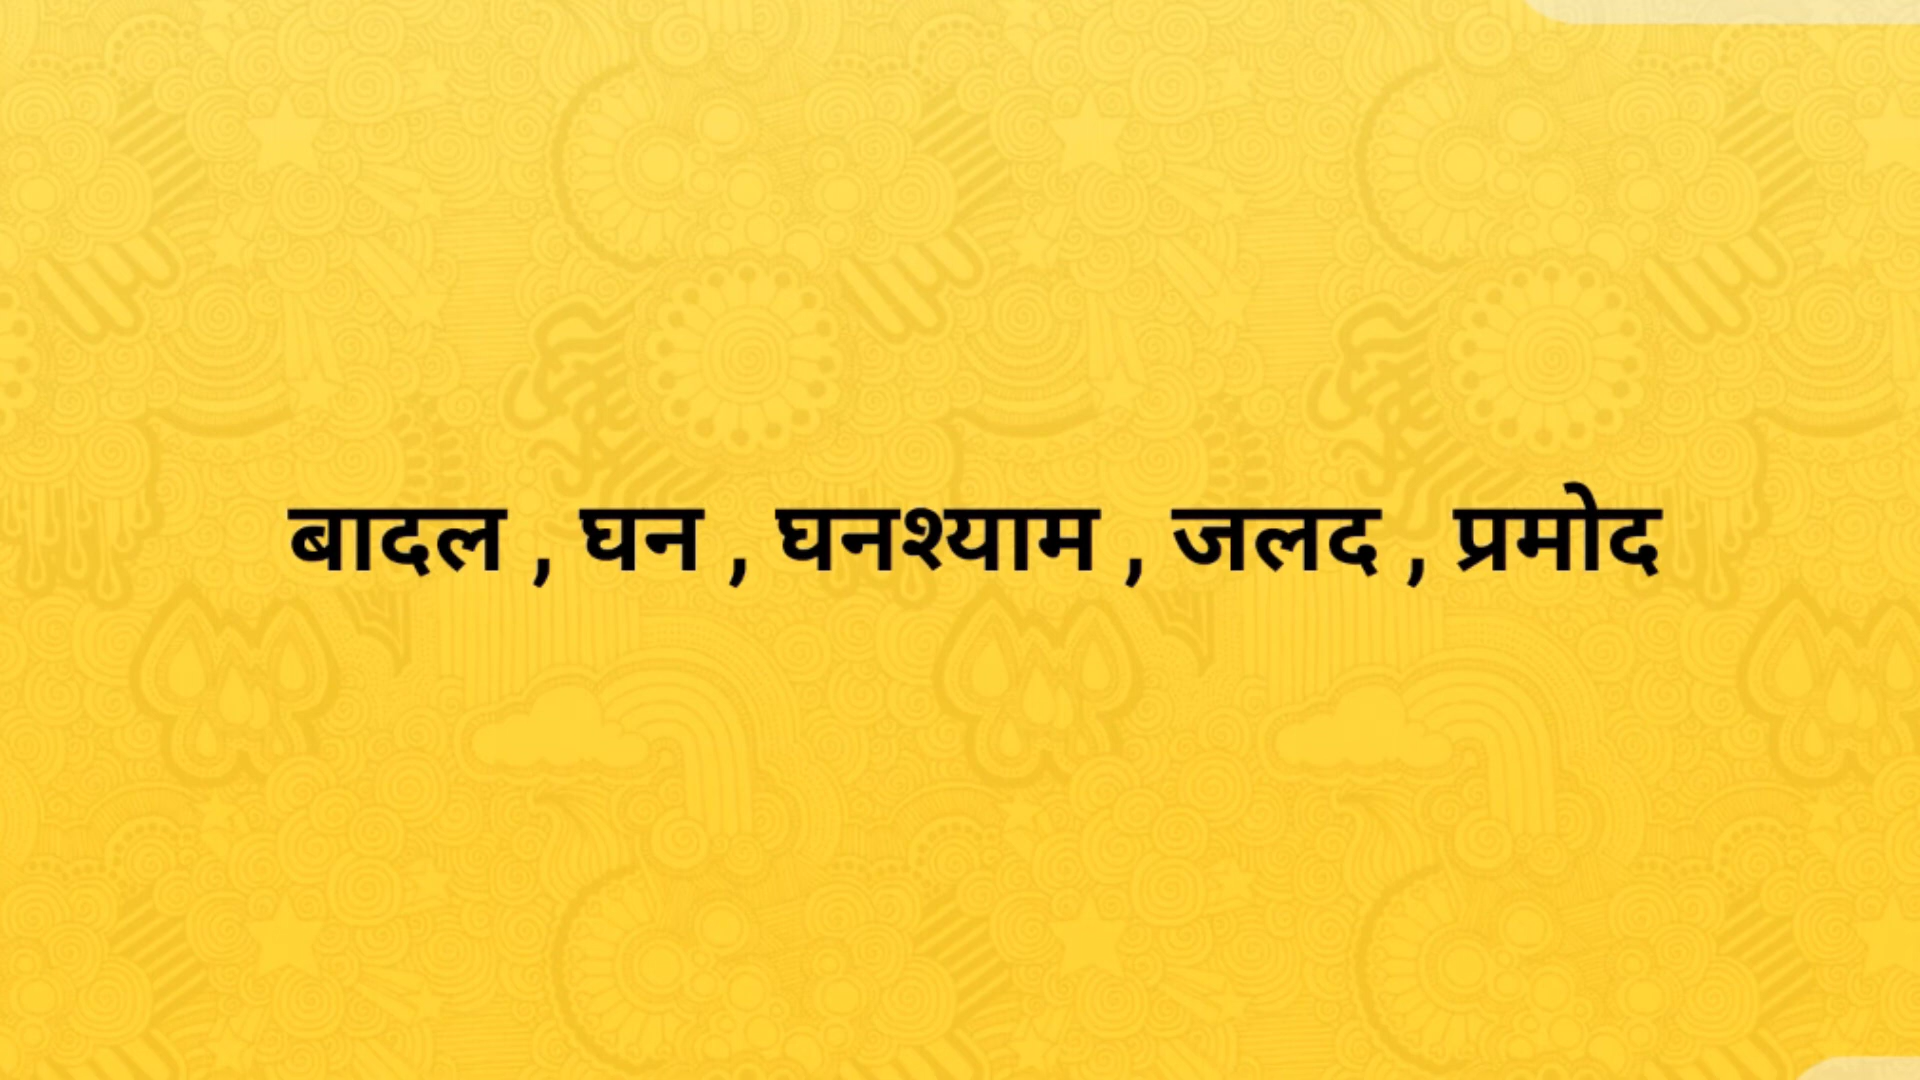 बादल , घन , घनश्याम , जलद , प्रमोद